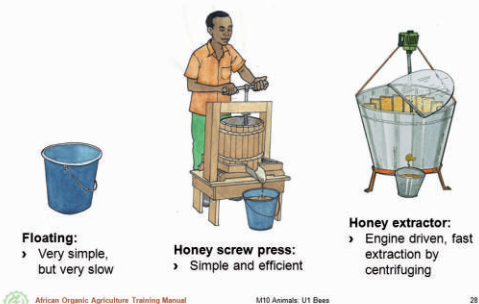 Floating:
› Very simple,
but very slow
Honey screw press:
› Simple and efficient
Honey extractor:
› Engine driven, fast
extraction by
centrifuging
African Organic Agriculture Training Manual
M10 Animals: U1 Bees
28